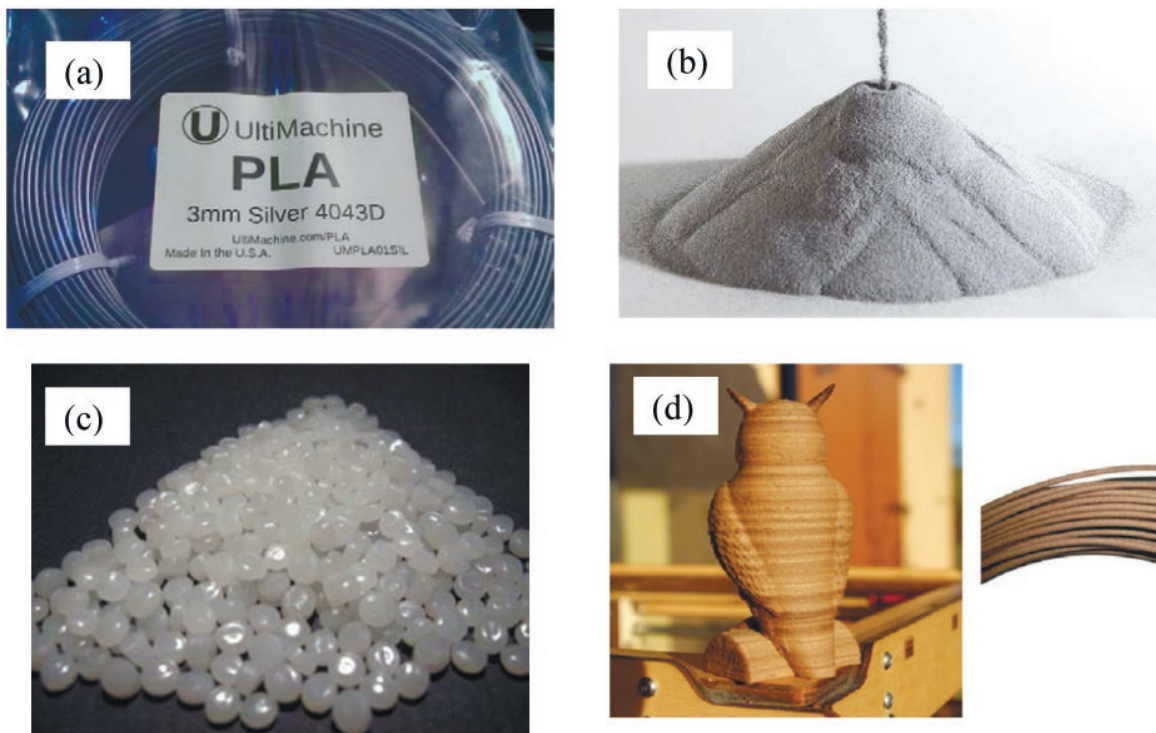 (a)
U UltiMachine
PLA
3mm Silver 4043D
UltiMachine.com/PLA
Made In the U.S.A. UMPLA01SIL
(b)
(c)
(d)